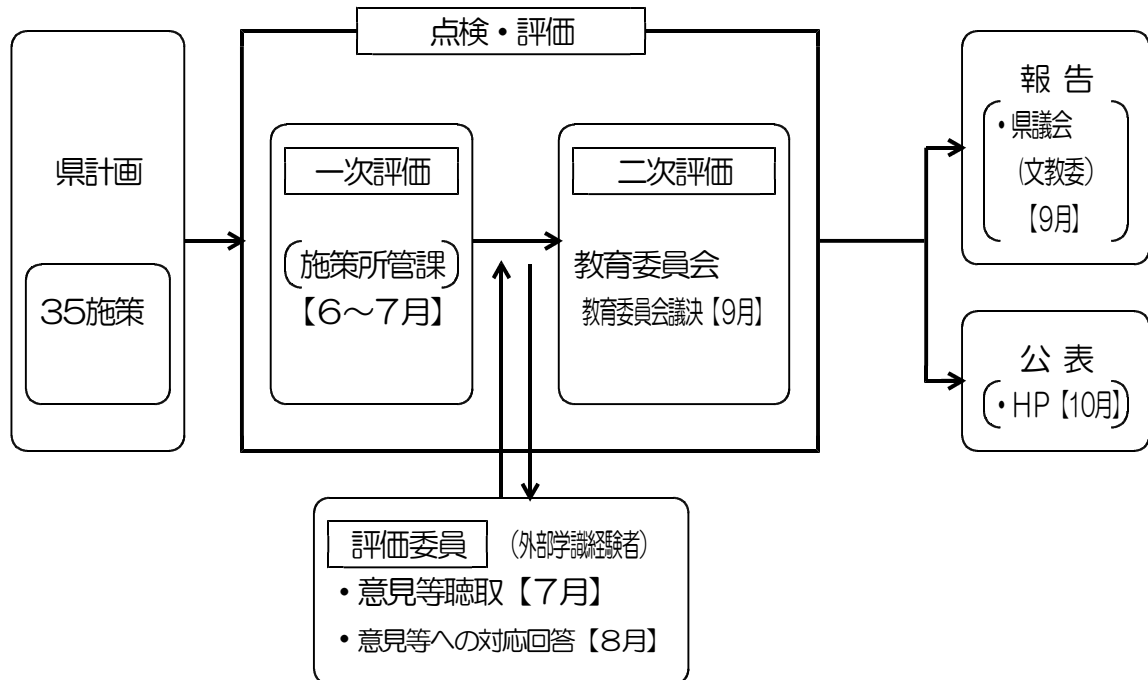 点検・評価
県計画
35施策
一次評価
(施策所管課)
【6~7月】
二次評価
教育委員会
教育委員会議決【9月】
評価委員 (外部学識経験者)
・意見等聴取【7月】
・意見等への対応回答【8月】
報 告
・県議会
(文教委)
【9月】
公 表
・HP【10月】